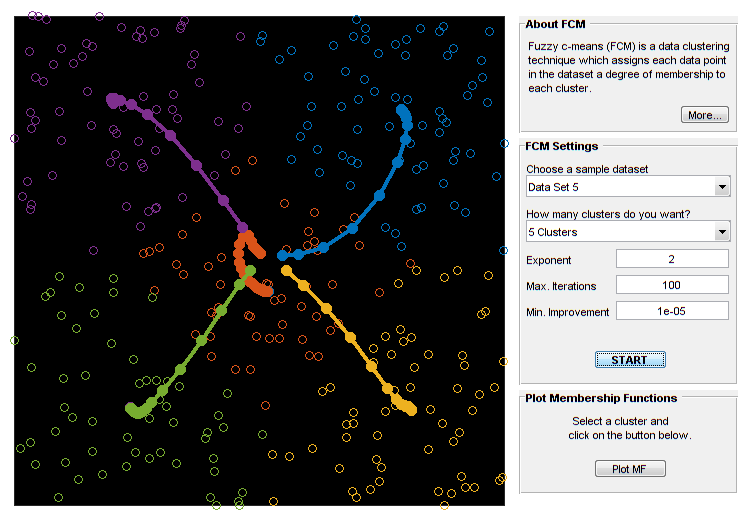 About FCM
Fuzzy c-means (FCM) is a data clustering
technique which assigns each data point
in the dataset a degree of membership to
each cluster.
More...
FCM Settings
Choose a sample dataset
Data Set 5
How many clusters do you want?
5 Clusters
Exponent 2
Max. Iterations 100
Min. Improvement 1e-05
START
Plot Membership Functions
Select a cluster and
click on the button below.
Plot MF